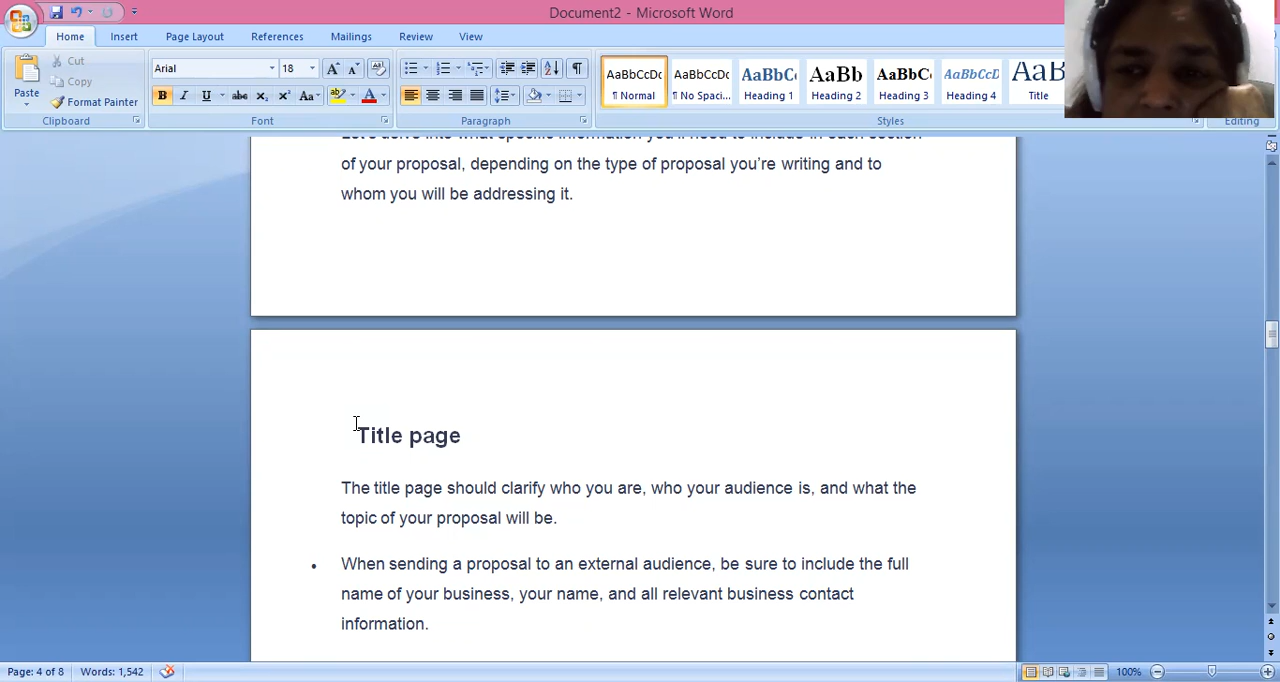 Document2 - Microsoft Word
Home Insert Page Layout References Mailings Review View
Cut
Copy
Paste
Format Painter
Clipboard
Arial 18
Font
Paragraph
AaBbCcDc AaBbCcDc AaBbC AaBb AaBbC AaBbCcD AaB
¶ Normal ¶ No Spaci... Heading 1 Heading 2 Heading 3 Heading 4 Title
Styles
Editing
of your proposal, depending on the type of proposal you’re writing and to
whom you will be addressing it.
Title page
The title page should clarify who you are, who your audience is, and what the
topic of your proposal will be.
• When sending a proposal to an external audience, be sure to include the full
name of your business, your name, and all relevant business contact
information.
Page: 4 of 8 Words: 1,542 100%